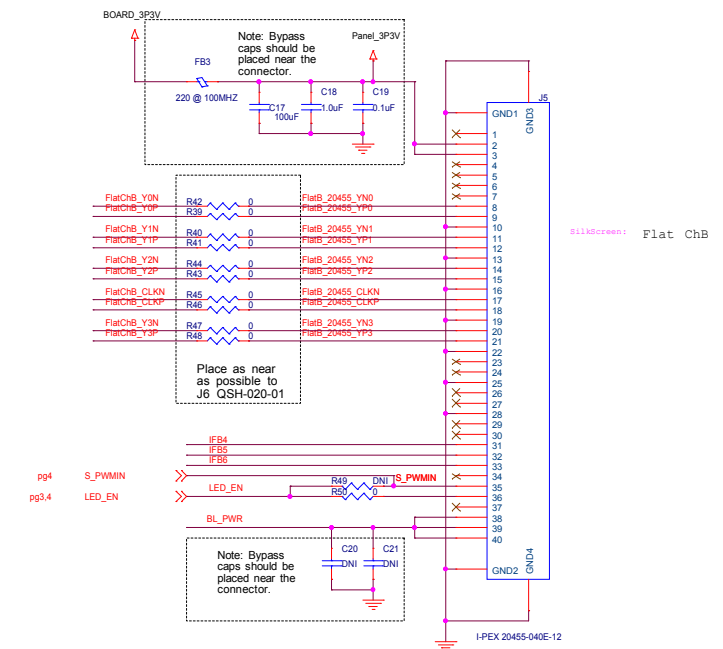 BOARD_3P3V
Note: Bypass
caps should be
placed near the
connector.
Panel_3P3V
FB3
220 @ 100MHZ
C17
100uF
C18
1.0uF
C19
0.1uF
J5
GND1
GND3
1
2
3
4
5
6
7
FlatChB_Y0N R42 0 FlatB_20455_YN0 8
FlatChB_Y0P R39 0 FlatB_20455_YP0 9
10
FlatChB_Y1N R40 0 FlatB_20455_YN1 11
FlatChB_Y1P R41 0 FlatB_20455_YP1 12
SilkScreen: Flat ChB
13
FlatChB_Y2N R44 0 FlatB_20455_YN2 14
FlatChB_Y2P R43 0 FlatB_20455_YP2 15
16
FlatChB_CLKN R45 0 FlatB_20455_CLKN 17
FlatChB_CLKP R46 0 FlatB_20455_CLKP 18
19
FlatChB_Y3N R47 0 FlatB_20455_YN3 20
FlatChB_Y3P R48 0 FlatB_20455_YP3 21
22
Place as near
as possible to
J6 QSH-020-01
23
24
25
26
27
28
29
30
IFB4 31
IFB5 32
IFB6 33
pg4 S_PWMIN 34
R49 DNI S_PWMIN 35
pg3,4 LED_EN LED_EN R50 0 36
37
BL_PWR
38
39
40
Note: Bypass
caps should be
placed near the
connector.
C20
DNI
C21
DNI
GND2
GND4
I-PEX 20455-040E-12